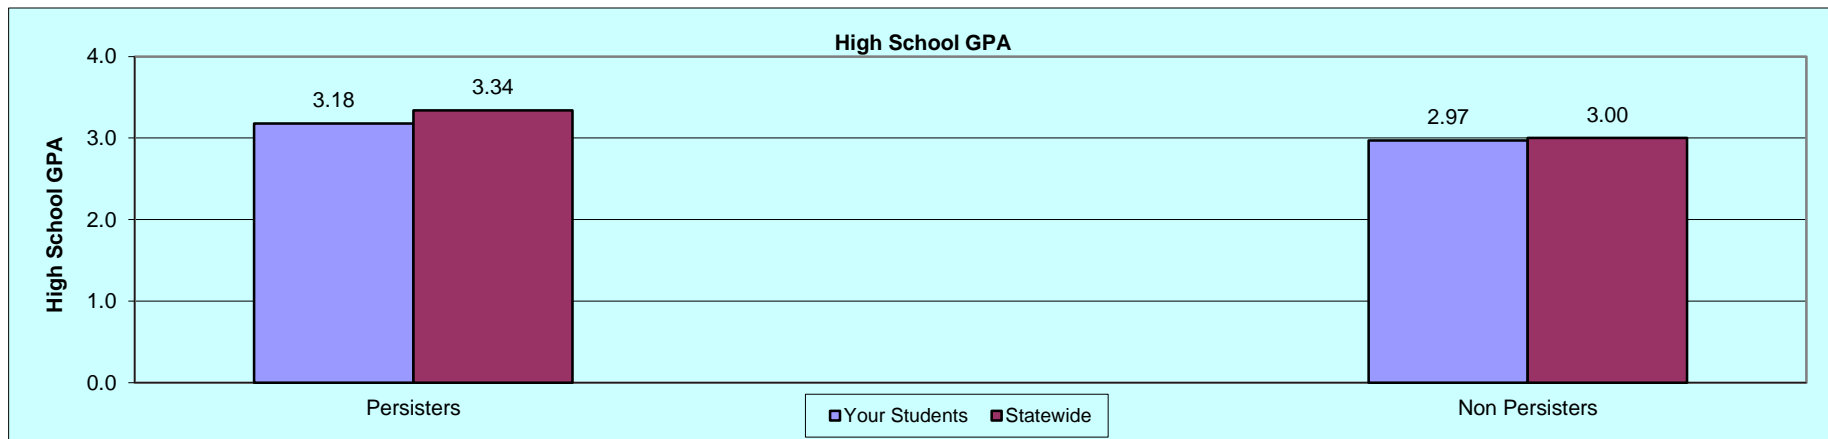 High School GPA
High School GPA
4.0
3.0
2.0
1.0
0.0
3.18
3.34
2.97
3.00
Persisters
Non Persisters
Your Students
Statewide